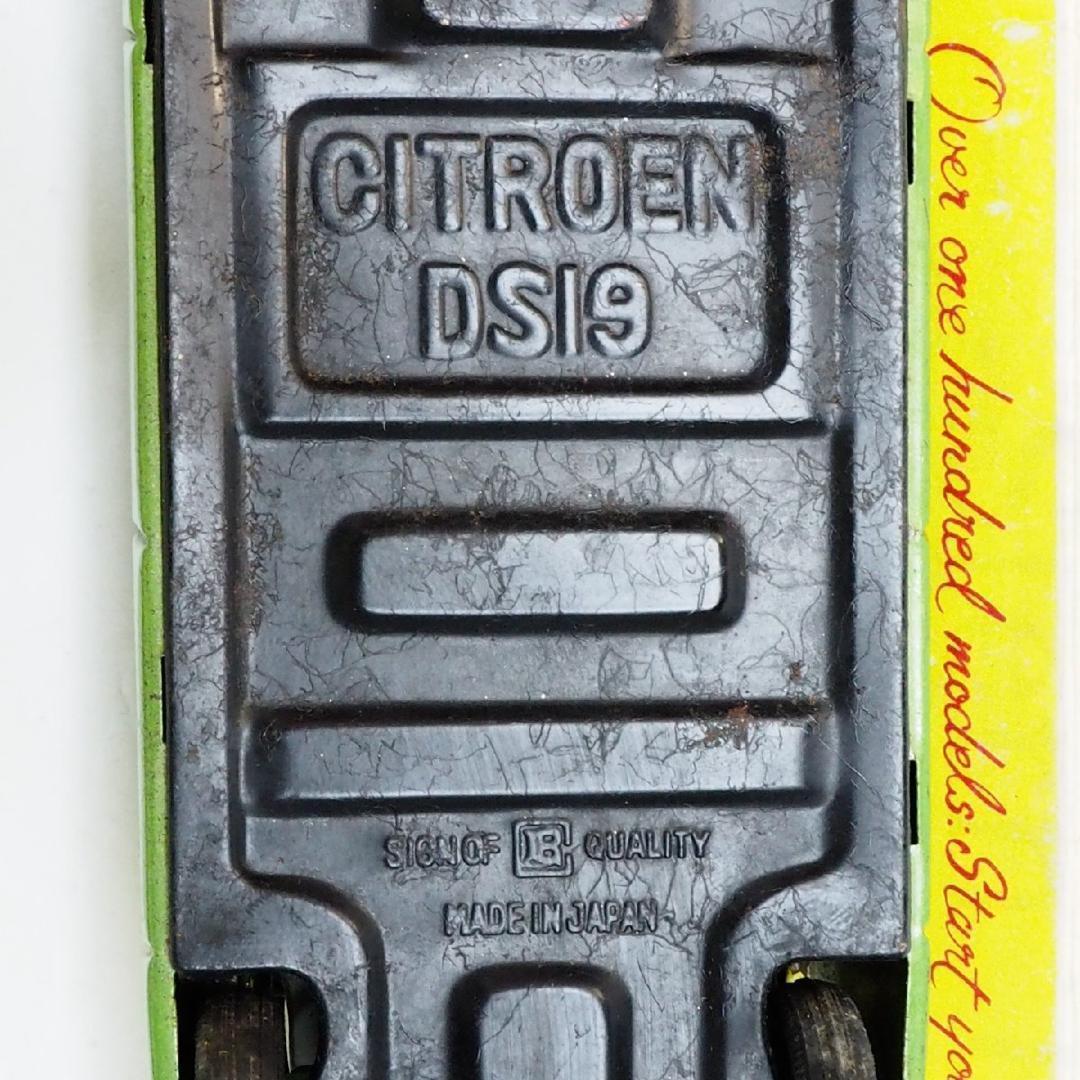 CITROEN
DS19
SIGN OF B QUALITY
MADE IN JAPAN
Over one hundred models: Start